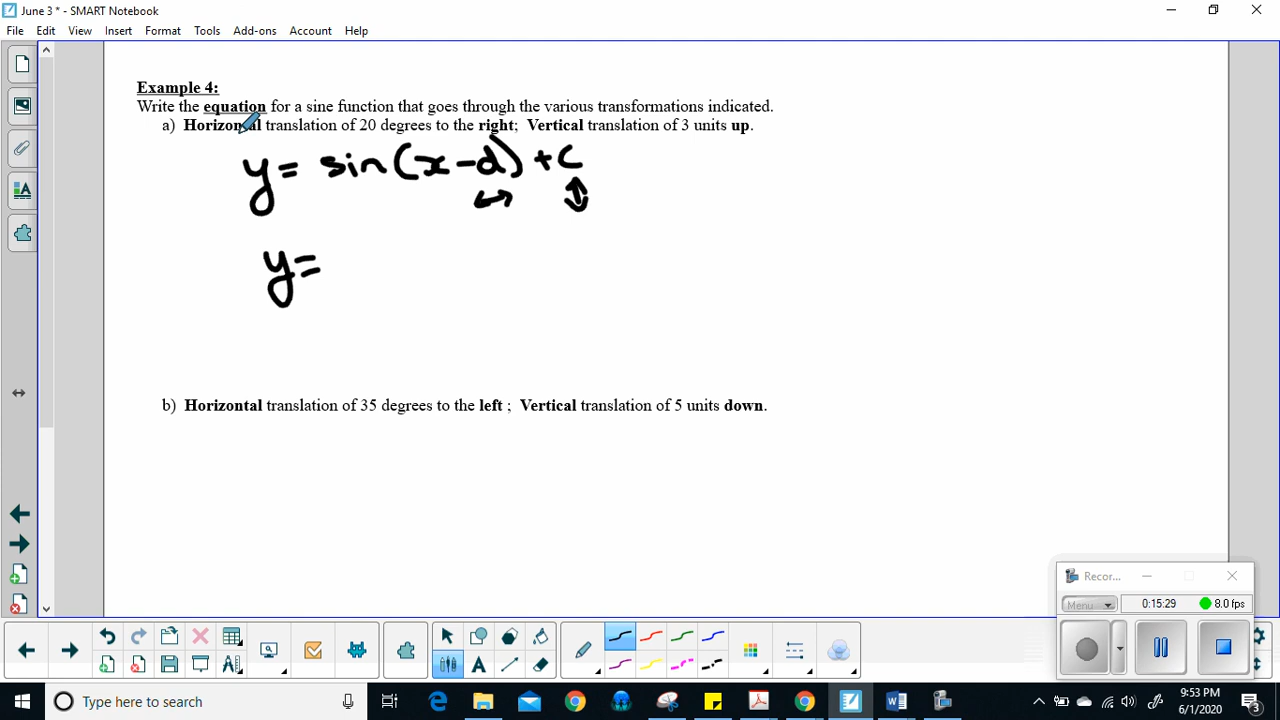 June 3 * - SMART Notebook
File Edit View Insert Format Tools Add-ons Account Help
Example 4:
Write the equation for a sine function that goes through the various transformations indicated.
a) Horizontal translation of 20 degrees to the right; Vertical translation of 3 units up.
y = sin(x - d) + c
y =
b) Horizontal translation of 35 degrees to the left ; Vertical translation of 5 units down.
Recor...
Menu 0:15:29 8.0 fps
Type here to search
9:53 PM
6/1/2020
3